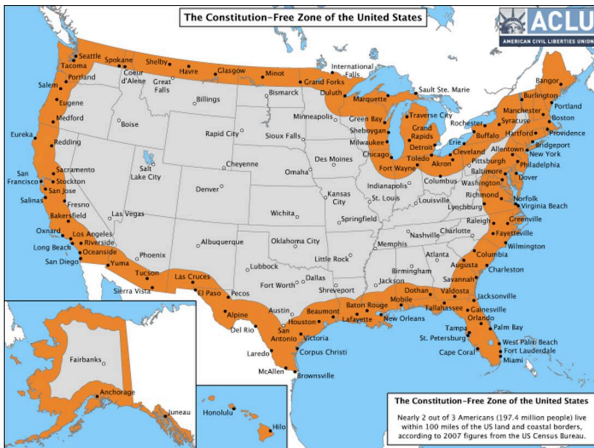 The Constitution-Free Zone of the United States
ACLU
AMERICAN CIVIL LIBERTIES UNION
Seattle
Tacoma
Spokane
Coeur
d'Alene
Shelby
Havre
Great
Falls
Glasgow
Minot
Grand Forks
International
Falls
Duluth
Sault Ste. Marie
Bangor
Portland
Salem
Eugene
Medford
Eureka
Redding
Boise
Billings
Bismarck
Minneapolis
Marquette
Traverse City
Burlington
Portland
Manchester
Boston
Rochester
Syracuse
Providence
Hartford
Bridgeport
Buffalo
New York
Green Bay
Sheboygan
Milwaukee
Grand
Rapids
Detroit
Erie
Cleveland
Allentown
Philadelphia
Rapid City
Sioux Falls
Chicago
Toledo
Akron
Pittsburgh
Baltimore
Dover
Fort Wayne
Columbus
Washington
Sacramento
Salt
Lake City
Cheyenne
Omaha
Des Moines
Indianapolis
Richmond
Norfolk
Virginia Beach
San
Francisco
Stockton
San Jose
Salinas
Fresno
Denver
Kansas
City
St. Louis
Louisville
Lynchburg
Raleigh
Greenville
Bakersfield
Las Vegas
Wichita
Springfield
Nashville
Charlotte
Fayetteville
Wilmington
Oxnard
Los Angeles
Long Beach
Riverside
Oceanside
San Diego
Albuquerque
Oklahoma City
Memphis
Little Rock
Atlanta
Columbia
Augusta
Charleston
Yuma
Phoenix
Tucson
Sierra Vista
Las Cruces
El Paso
Pecos
Lubbock
Fort Worth
Dallas
Shreveport
Jackson
Birmingham
Savannah
Alpine
Del Rio
Austin
San
Antonio
Houston
Beaumont
Baton Rouge
Lafayette
New Orleans
Mobile
Dothan
Valdosta
Tallahassee
Jacksonville
Gainesville
Orlando
Palm Bay
Tampa
St. Petersburg
Cape Coral
West Palm Beach
Fort Lauderdale
Miami
Victoria
Corpus Christi
Laredo
McAllen
Brownsville
Fairbanks
Anchorage
Juneau
Honolulu
Hilo
The Constitution-Free Zone of the United States
Nearly 2 out of 3 Americans (197.4 million people) live
within 100 miles of the US land and coastal borders,
according to 2007 figures from the US Census Bureau.